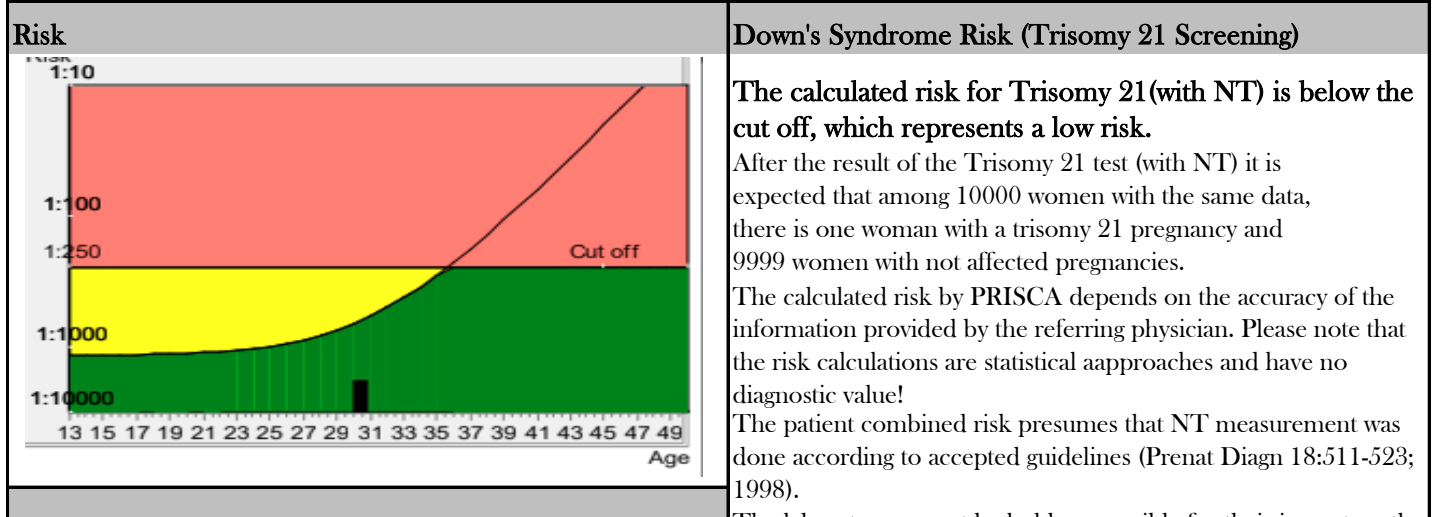 Risk
Risk
1:10
1:100
1:250
Cut off
1:1000
1:10000
13 15 17 19 21 23 25 27 29 31 33 35 37 39 41 43 45 47 49
Age
Down's Syndrome Risk (Trisomy 21 Screening)
The calculated risk for Trisomy 21(with NT) is below the
cut off, which represents a low risk.
After the result of the Trisomy 21 test (with NT) it is
expected that among 10000 women with the same data,
there is one woman with a trisomy 21 pregnancy and
9999 women with not affected pregnancies.
The calculated risk by PRISCA depends on the accuracy of the
information provided by the referring physician. Please note that
the risk calculations are statistical aapproaches and have no
diagnostic value!
The patient combined risk presumes that NT measurement was
done according to accepted guidelines (Prenat Diagn 18:511-523;
1998).